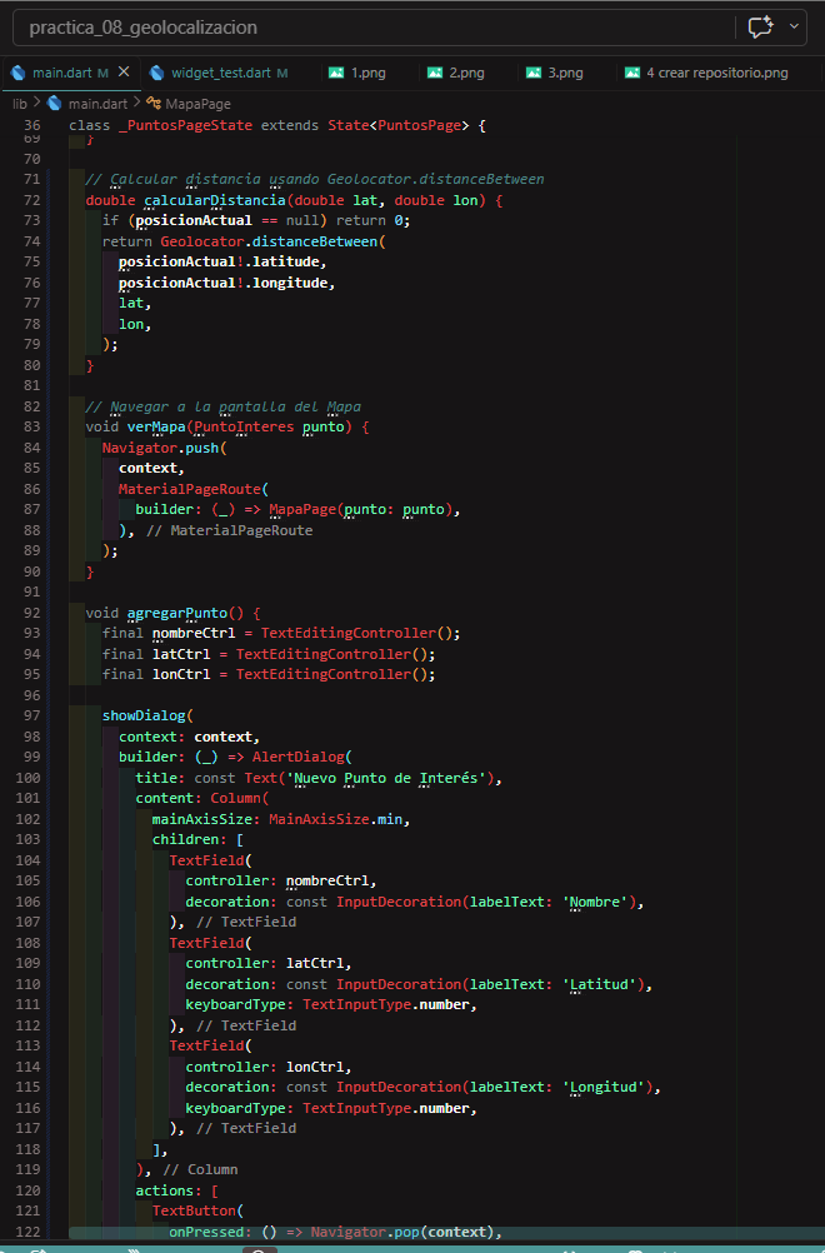 practica_08_geolocalizacion
main.dart M widget_test.dart M 1.png 2.png 3.png 4 crear repositorio.png
lib > main.dart > MapaPage
36 class _PuntosPageState extends State<PuntosPage> {
69 }
70
71 // Calcular distancia usando Geolocator.distanceBetween
72 double calcularDistancia(double lat, double lon) {
73 if (posicionActual == null) return 0;
74 return Geolocator.distanceBetween(
75 posicionActual!.latitude,
76 posicionActual!.longitude,
77 lat,
78 lon,
79 );
80 }
81
82 // Navegar a la pantalla del Mapa
83 void verMapa(PuntoInteres punto) {
84 Navigator.push(
85 context,
86 MaterialPageRoute(
87 builder: (_) => MapaPage(punto: punto),
88 ), // MaterialPageRoute
89 );
90 }
91
92 void agregarPunto() {
93 final nombreCtrl = TextEditingController();
94 final latCtrl = TextEditingController();
95 final lonCtrl = TextEditingController();
96
97 showDialog(
98 context: context,
99 builder: (_) => AlertDialog(
100 title: const Text('Nuevo Punto de Interés'),
101 content: Column(
102 mainAxisSize: MainAxisSize.min,
103 children: [
104 TextField(
105 controller: nombreCtrl,
106 decoration: const InputDecoration(labelText: 'Nombre'),
107 ), // TextField
108 TextField(
109 controller: latCtrl,
110 decoration: const InputDecoration(labelText: 'Latitud'),
111 keyboardType: TextInputType.number,
112 ), // TextField
113 TextField(
114 controller: lonCtrl,
115 decoration: const InputDecoration(labelText: 'Longitud'),
116 keyboardType: TextInputType.number,
117 ), // TextField
118 ],
119 ), // Column
120 actions: [
121 TextButton(
122 onPressed: () => Navigator.pop(context),